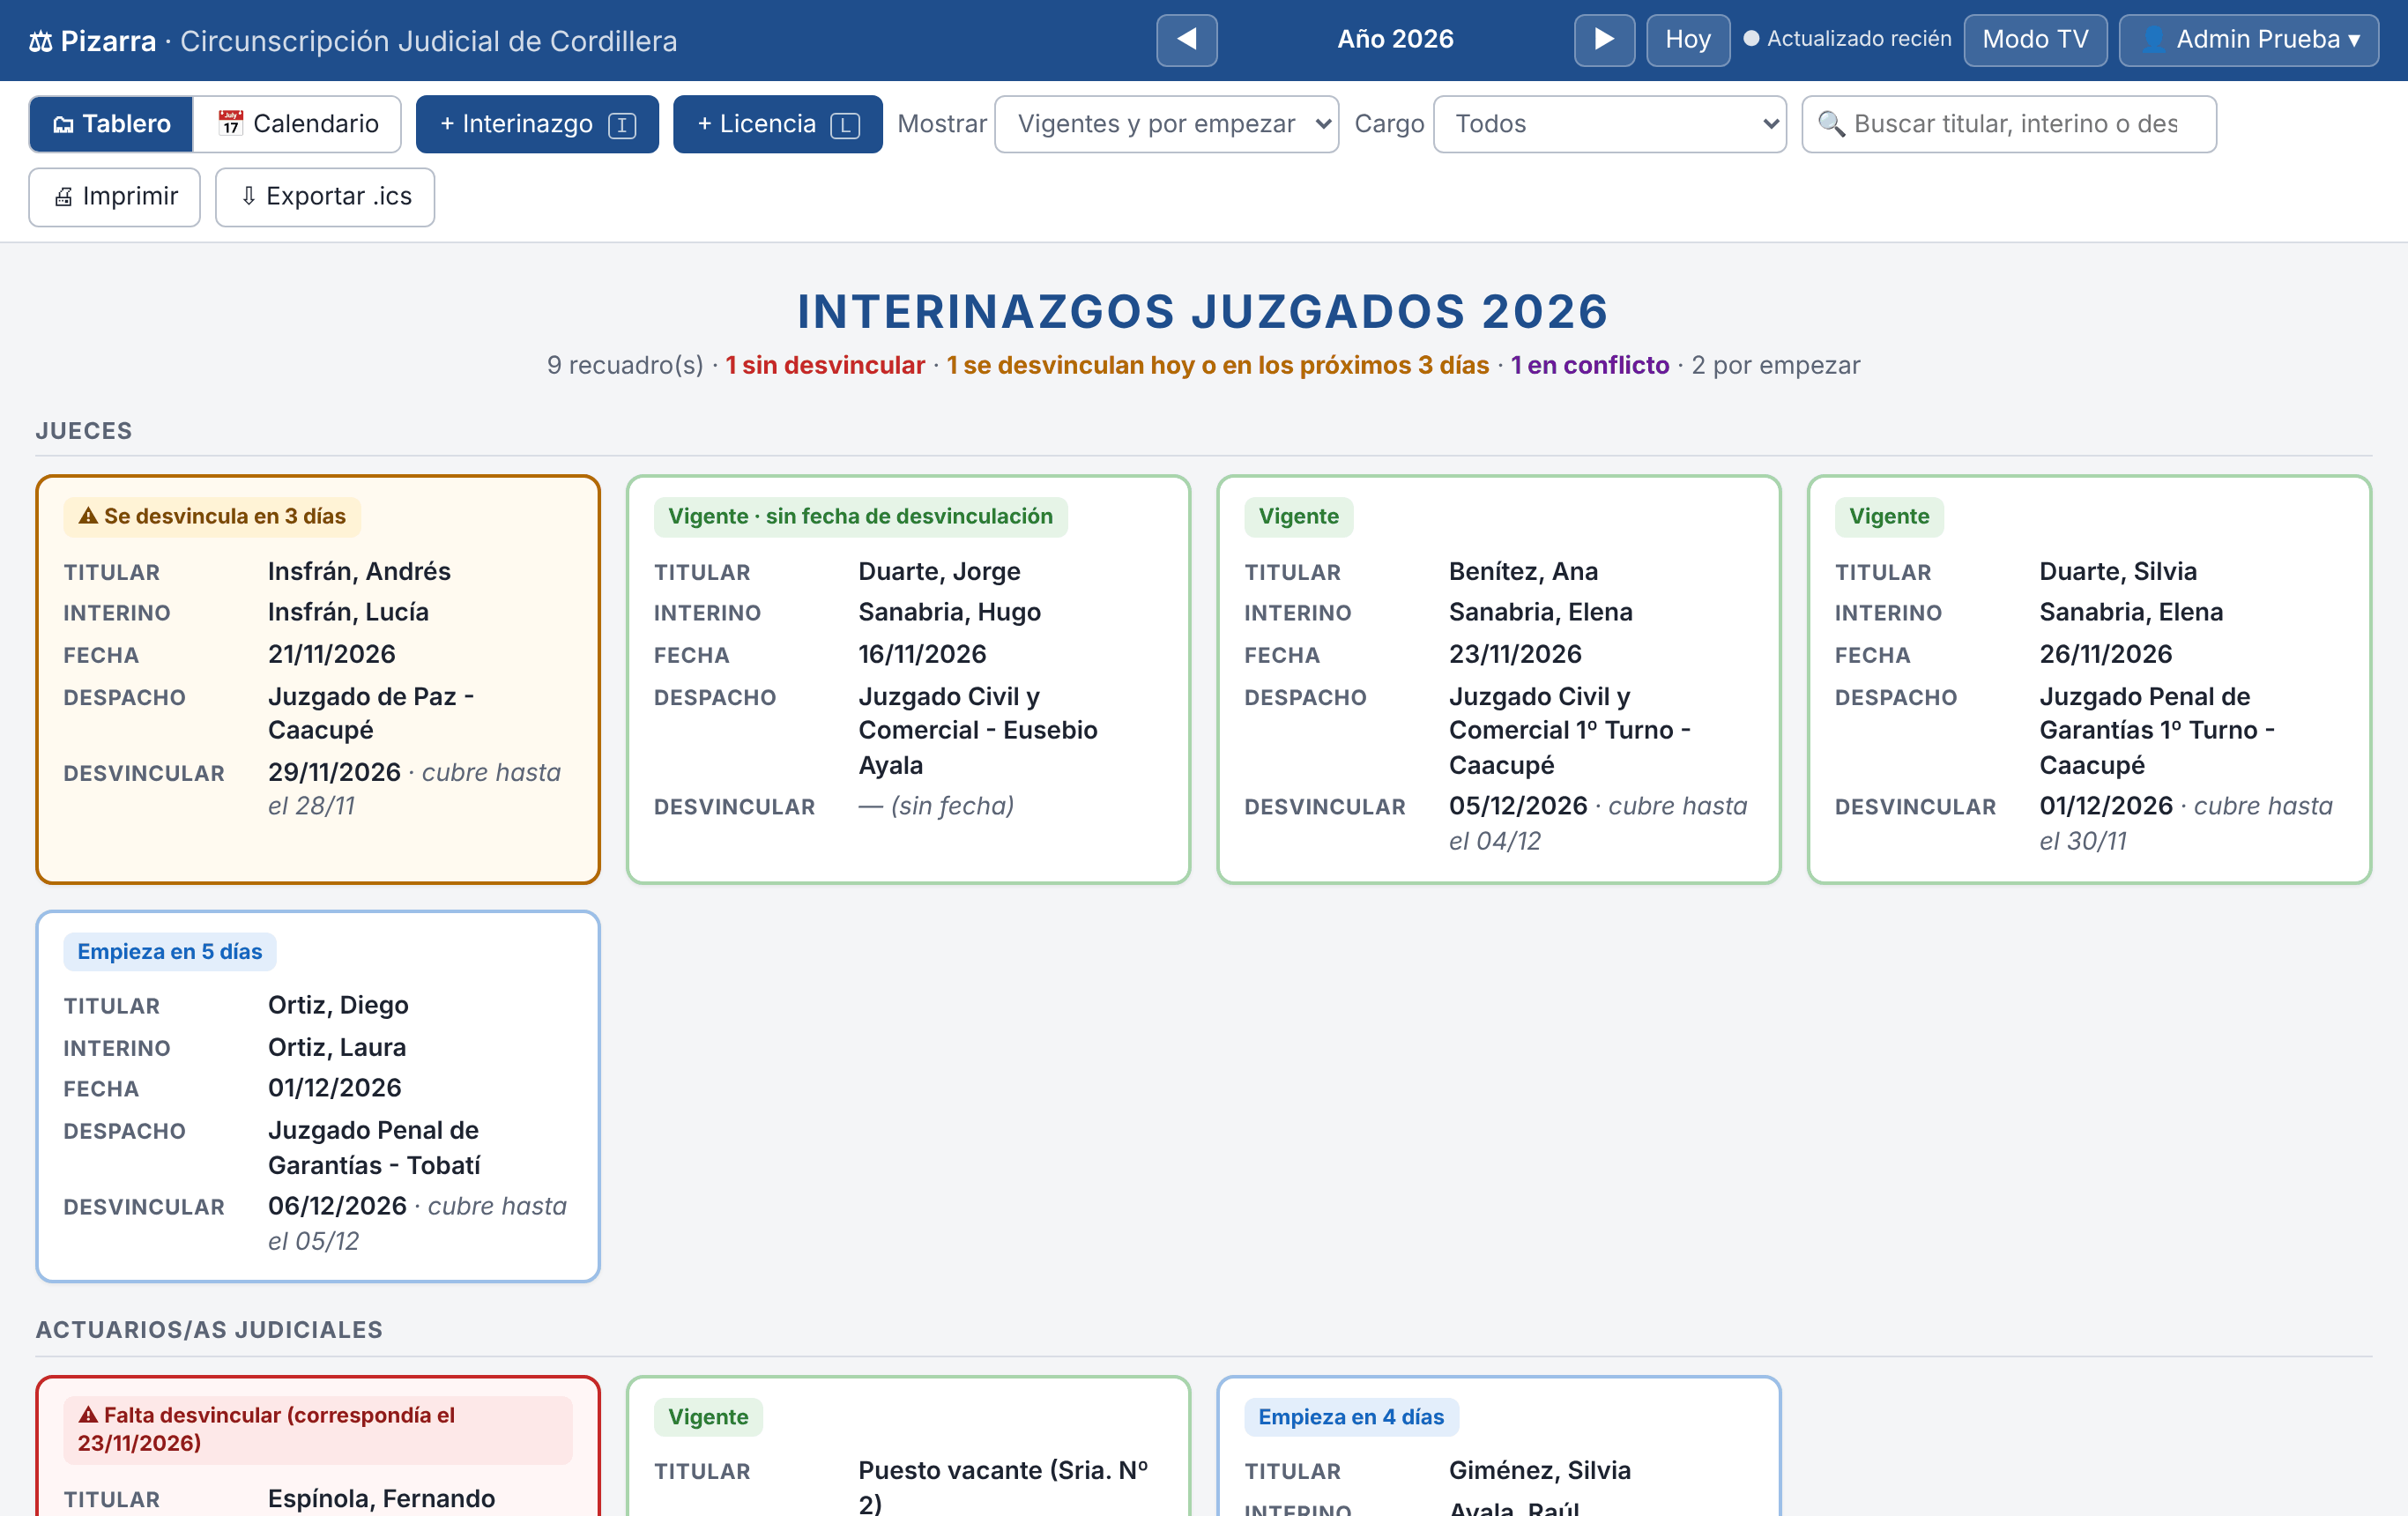 ⚖ Pizarra · Circunscripción Judicial de Cordillera
◀ Año 2026 ▶ Hoy ● Actualizado recién Modo TV 👤 Admin Prueba ▾
🗂 Tablero 📅 Calendario + Interinazgo I + Licencia L Mostrar Vigentes y por empezar Cargo Todos 🔍 Buscar titular, interino o des
🖨 Imprimir ⇩ Exportar .ics
INTERINAZGOS JUZGADOS 2026
9 recuadro(s) · 1 sin desvincular · 1 se desvinculan hoy o en los próximos 3 días · 1 en conflicto · 2 por empezar
JUECES
⚠ Se desvincula en 3 días
TITULAR Insfrán, Andrés
INTERINO Insfrán, Lucía
FECHA 21/11/2026
DESPACHO Juzgado de Paz -
Caacupé
DESVINCULAR 29/11/2026 · cubre hasta
el 28/11
Vigente · sin fecha de desvinculación
TITULAR Duarte, Jorge
INTERINO Sanabria, Hugo
FECHA 16/11/2026
DESPACHO Juzgado Civil y
Comercial - Eusebio
Ayala
DESVINCULAR — (sin fecha)
Vigente
TITULAR Benítez, Ana
INTERINO Sanabria, Elena
FECHA 23/11/2026
DESPACHO Juzgado Civil y
Comercial 1º Turno -
Caacupé
DESVINCULAR 05/12/2026 · cubre hasta
el 04/12
Vigente
TITULAR Duarte, Silvia
INTERINO Sanabria, Elena
FECHA 26/11/2026
DESPACHO Juzgado Penal de
Garantías 1º Turno -
Caacupé
DESVINCULAR 01/12/2026 · cubre hasta
el 30/11
Empieza en 5 días
TITULAR Ortiz, Diego
INTERINO Ortiz, Laura
FECHA 01/12/2026
DESPACHO Juzgado Penal de
Garantías - Tobatí
DESVINCULAR 06/12/2026 · cubre hasta
el 05/12
ACTUARIOS/AS JUDICIALES
⚠ Falta desvincular (correspondía el
23/11/2026)
TITULAR Espínola, Fernando
Vigente
TITULAR Puesto vacante (Sria. Nº
2)
Empieza en 4 días
TITULAR Giménez, Silvia
INTERINO Ayala, Raúl